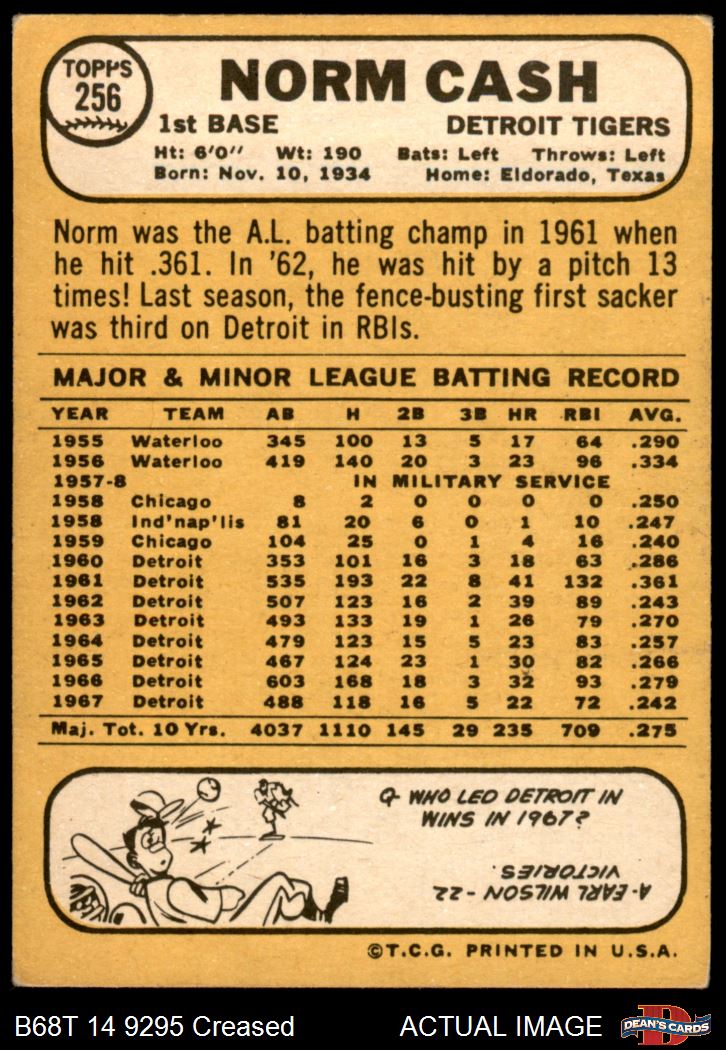 TOPPS
256
NORM CASH
1st BASE DETROIT TIGERS
Ht: 6'0" Wt: 190 Bats: Left Throws: Left
Born: Nov. 10, 1934 Home: Eldorado, Texas
Norm was the A.L. batting champ in 1961 when
he hit .361. In '62, he was hit by a pitch 13
times! Last season, the fence-busting first sacker
was third on Detroit in RBIs.
MAJOR & MINOR LEAGUE BATTING RECORD
YEAR TEAM AB H 2B 3B HR RBI AVG.
1955 Waterloo 345 100 13 5 17 64 .290
1956 Waterloo 419 140 20 3 23 96 .334
1957-8 IN MILITARY SERVICE
1958 Chicago 8 2 0 0 0 0 .250
1958 Ind'nap'lis 81 20 6 0 1 10 .247
1959 Chicago 104 25 0 1 4 16 .240
1960 Detroit 353 101 16 3 18 63 .286
1961 Detroit 535 193 22 8 41 132 .361
1962 Detroit 507 123 16 2 39 89 .243
1963 Detroit 493 133 19 1 26 79 .270
1964 Detroit 479 123 15 5 23 83 .257
1965 Detroit 467 124 23 1 30 82 .266
1966 Detroit 603 168 18 3 32 93 .279
1967 Detroit 488 118 16 5 22 72 .242
Maj. Tot. 10 Yrs. 4037 1110 145 29 235 709 .275
Q- WHO LED DETROIT IN
WINS IN 1967?
A-EARL WILSON-22
VICTORIES.
©T.C.G. PRINTED IN U.S.A.
B68T 14 9295 Creased ACTUAL IMAGE
B
DEAN'S CARDS